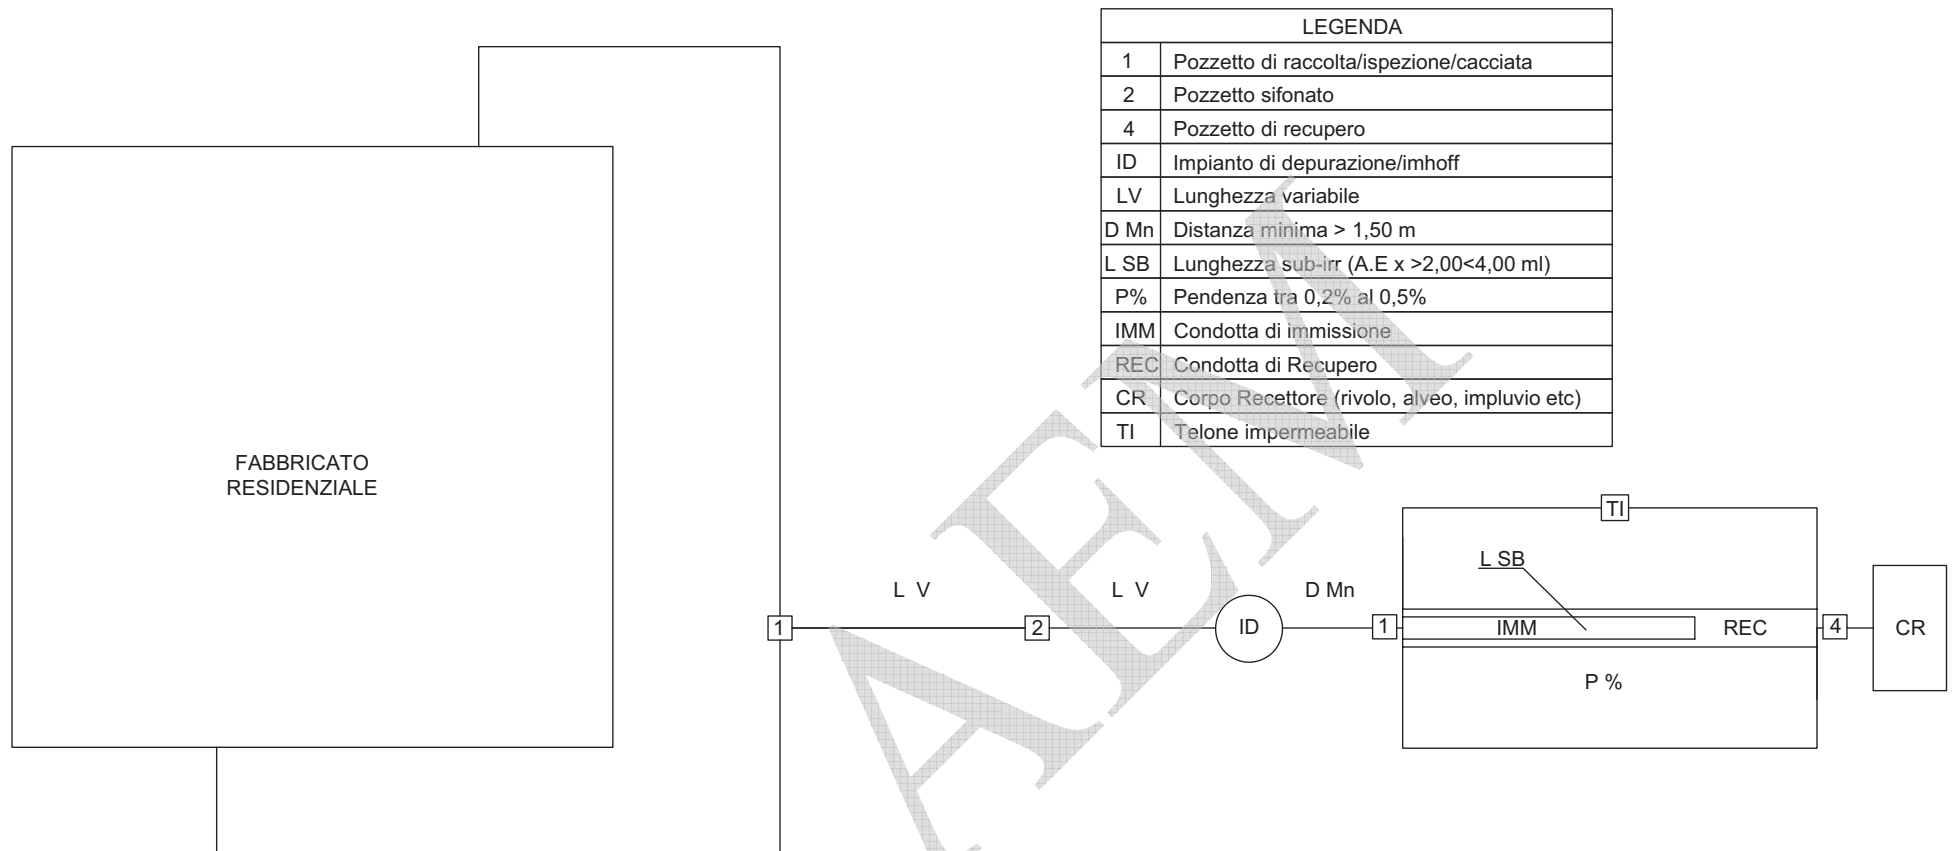 LEGENDA
1 Pozzetto di raccolta/ispezione/cacciata
2 Pozzetto sifonato
4 Pozzetto di recupero
ID Impianto di depurazione/imhoff
LV Lunghezza variabile
D Mn Distanza minima > 1,50 m
L SB Lunghezza sub-irr (A.E x >2,00<4,00 ml)
P% Pendenza tra 0,2% al 0,5%
IMM Condotta di immissione
REC Condotta di Recupero
CR Corpo Recettore (rivolo, alveo, impluvio etc)
TI Telone impermeabile
FABBRICATO
RESIDENZIALE
TI
L SB
L V
L V
D Mn
1
2
ID
1
IMM
REC
4
CR
P %
AEM